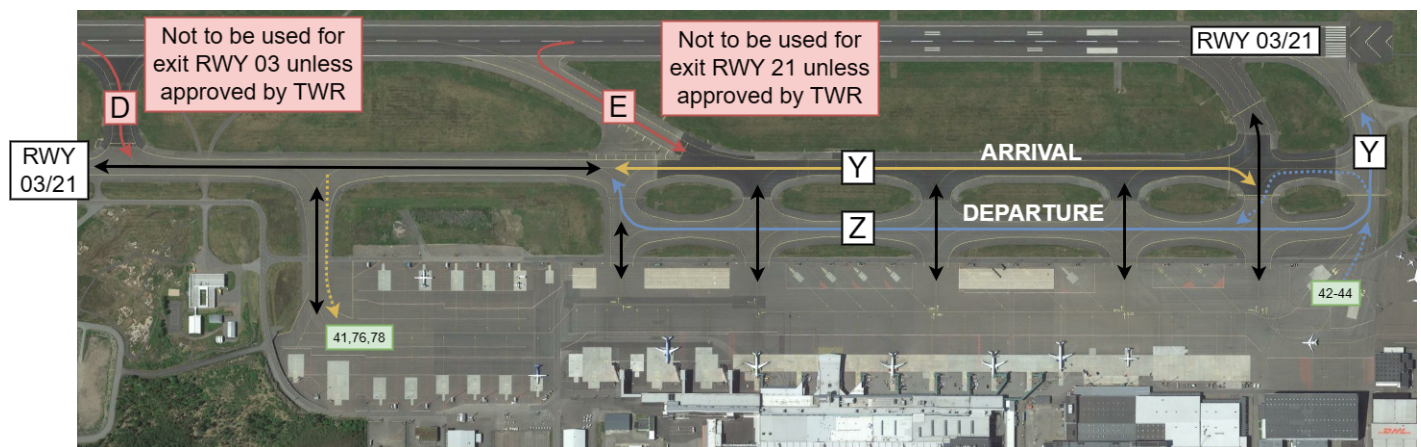 Not to be used for
exit RWY 03 unless
approved by TWR
Not to be used for
exit RWY 21 unless
approved by TWR
RWY 03/21
D
E
RWY
03/21
ARRIVAL
Y
Y
DEPARTURE
Z
42-44
41,76,78
DHL